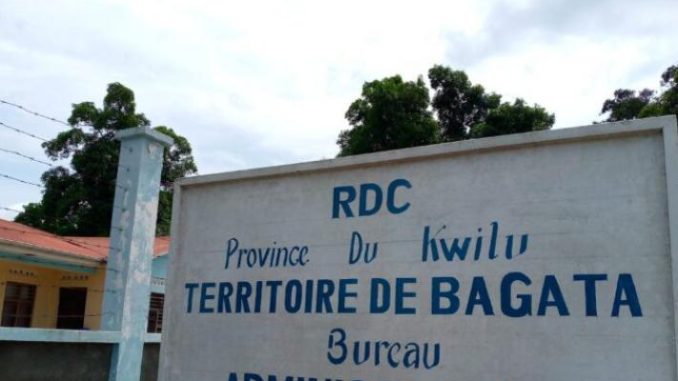 RDC
Province Du Kwilu
TERRITOIRE DE BAGATA
Bureau